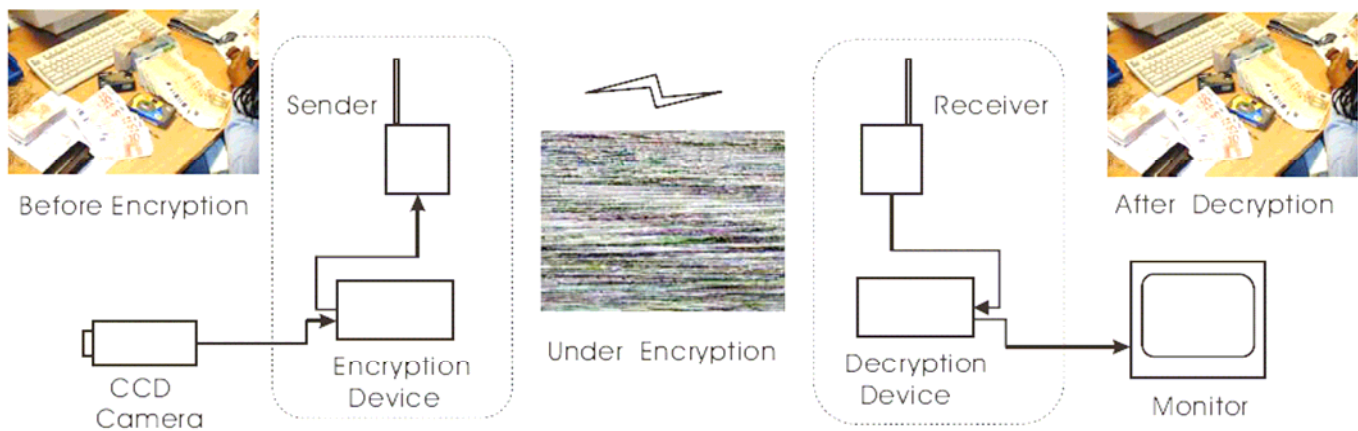 Sender
Receiver
Before Encryption
After Decryption
Under Encryption
Encryption
Device
Decryption
Device
CCD
Camera
Monitor